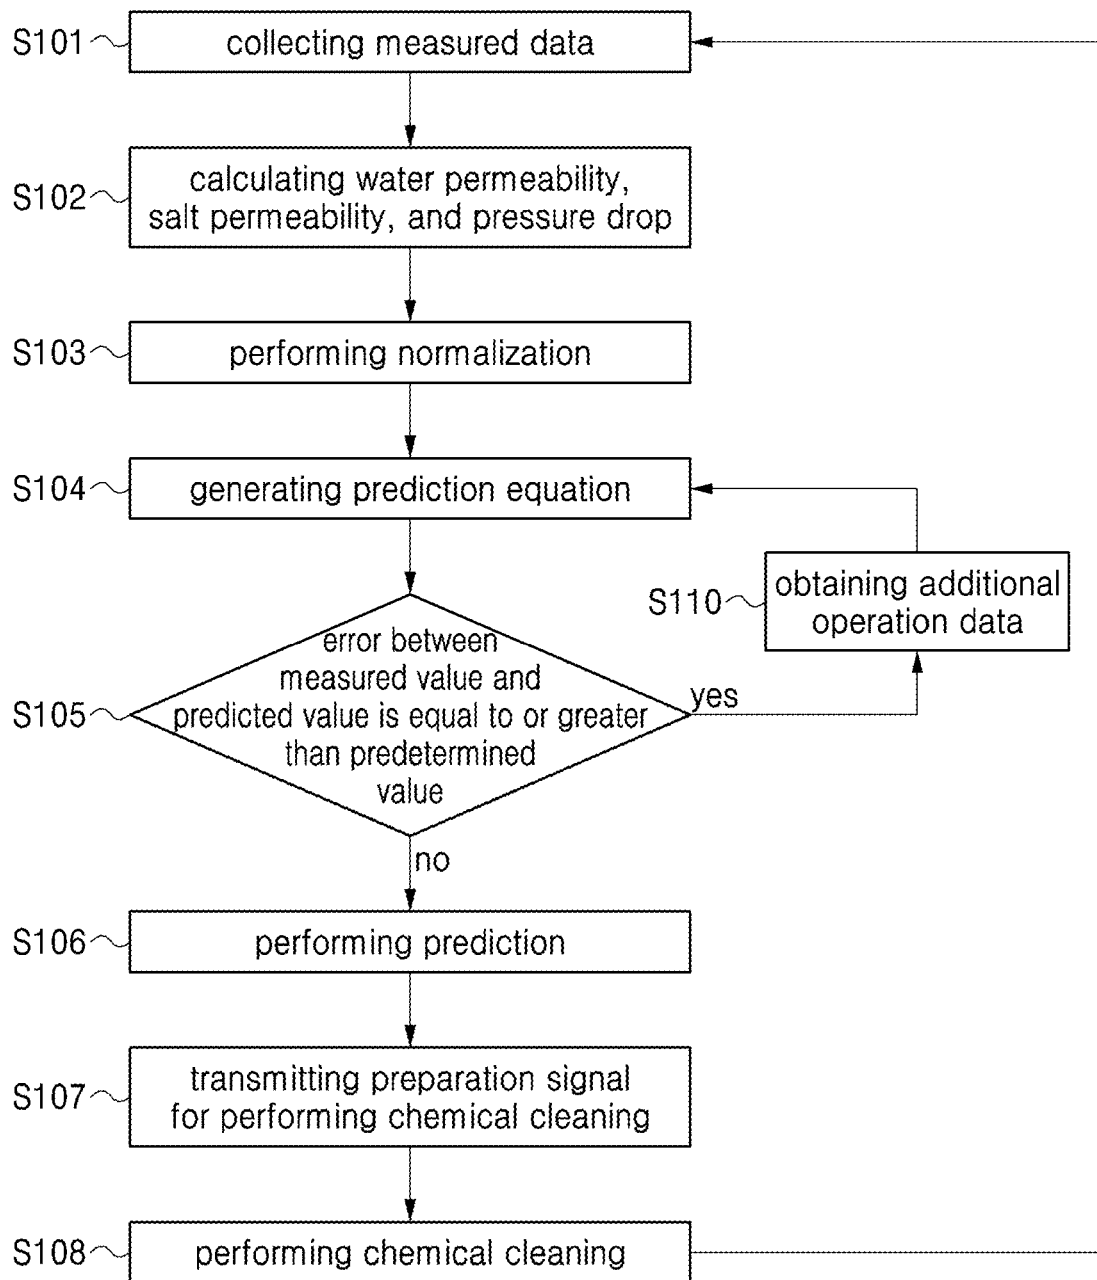 S101
collecting measured data
S102
calculating water permeability,
salt permeability, and pressure drop
S103
performing normalization
S104
generating prediction equation
S110
obtaining additional
operation data
S105
error between
measured value and
predicted value is equal to or greater
than predetermined
value
yes
no
S106
performing prediction
S107
transmitting preparation signal
for performing chemical cleaning
S108
performing chemical cleaning